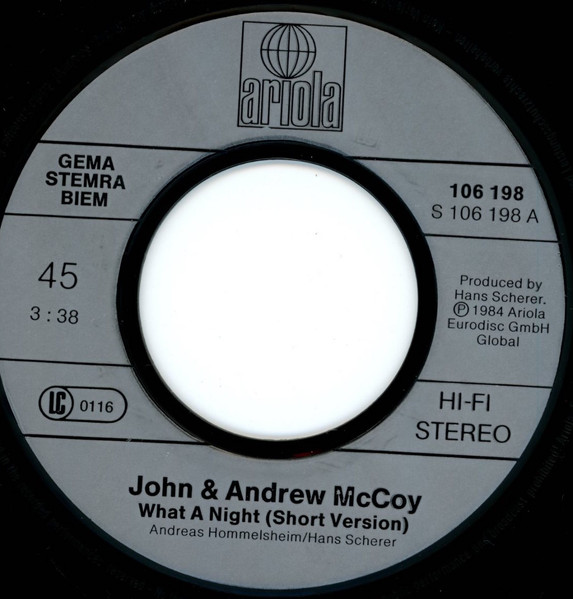 ariola
GEMA
STEMRA
BIEM
106 198
S 106 198 A
45
3:38
Produced by
Hans Scherer.
Ⓟ 1984 Ariola
Eurodisc GmbH
Global
LC 0116
HI-FI
STEREO
John & Andrew McCoy
What A Night (Short Version)
Andreas Hommelsheim/Hans Scherer